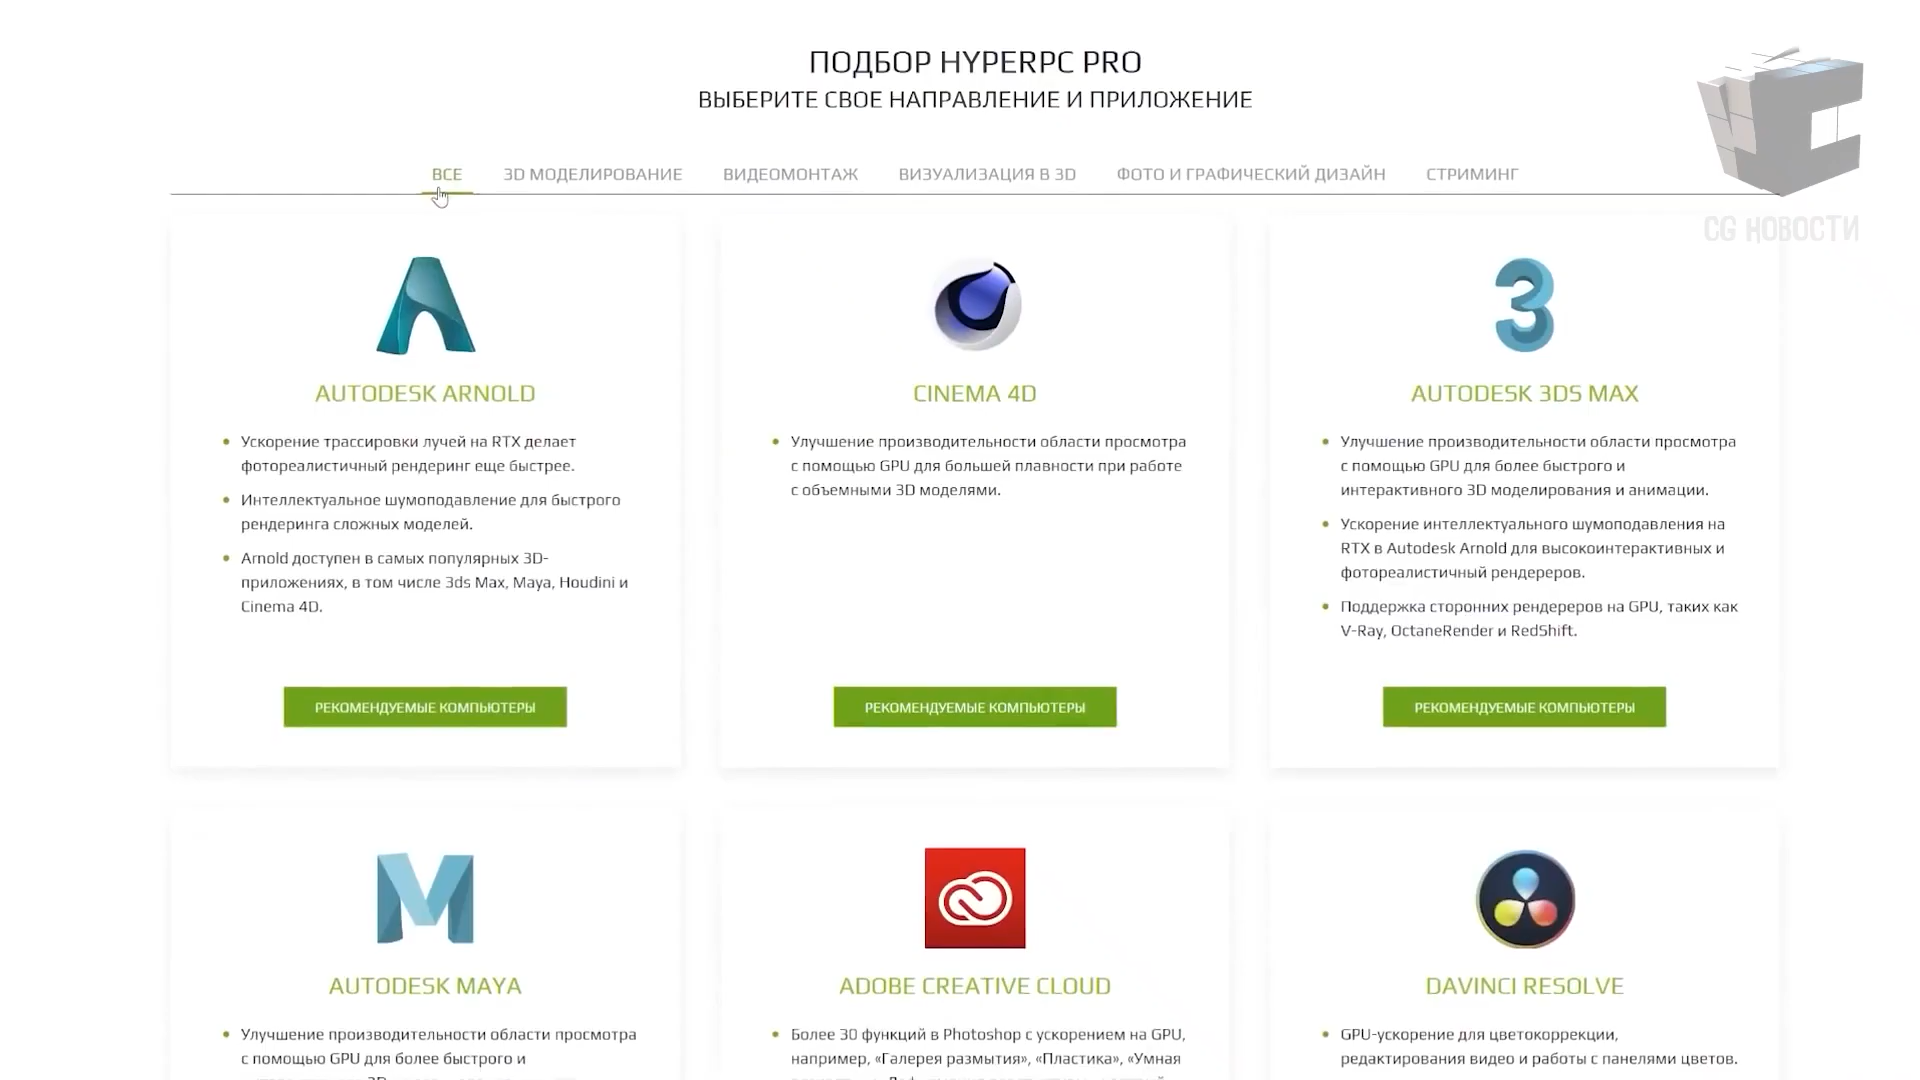 ПОДБОР HYPERPC PRO
ВЫБЕРИТЕ СВОЕ НАПРАВЛЕНИЕ И ПРИЛОЖЕНИЕ
ВСЕ 3D МОДЕЛИРОВАНИЕ ВИДЕОМОНТАЖ ВИЗУАЛИЗАЦИЯ В 3D ФОТО И ГРАФИЧЕСКИЙ ДИЗАЙН СТРИМИНГ
CG НОВОСТИ
AUTODESK ARNOLD
Ускорение трассировки лучей на RTX делает
фотореалистичный рендеринг еще быстрее.
Интеллектуальное шумоподавление для быстрого
рендеринга сложных моделей.
Arnold доступен в самых популярных 3D-
приложениях, в том числе 3ds Max, Maya, Houdini и
Cinema 4D.
РЕКОМЕНДУЕМЫЕ КОМПЬЮТЕРЫ
CINEMA 4D
Улучшение производительности области просмотра
с помощью GPU для большей плавности при работе
с объемными 3D моделями.
РЕКОМЕНДУЕМЫЕ КОМПЬЮТЕРЫ
AUTODESK 3DS MAX
Улучшение производительности области просмотра
с помощью GPU для более быстрого и
интерактивного 3D моделирования и анимации.
Ускорение интеллектуального шумоподавления на
RTX в Autodesk Arnold для высокоинтерактивных и
фотореалистичный рендереров.
Поддержка сторонних рендереров на GPU, таких как
V-Ray, OctaneRender и RedShift.
РЕКОМЕНДУЕМЫЕ КОМПЬЮТЕРЫ
AUTODESK MAYA
Улучшение производительности области просмотра
с помощью GPU для более быстрого и
ADOBE CREATIVE CLOUD
Более 30 функций в Photoshop с ускорением на GPU,
например, «Галерея размытия», «Пластика», «Умная
DAVINCI RESOLVE
GPU-ускорение для цветокоррекции,
редактирования видео и работы с панелями цветов.